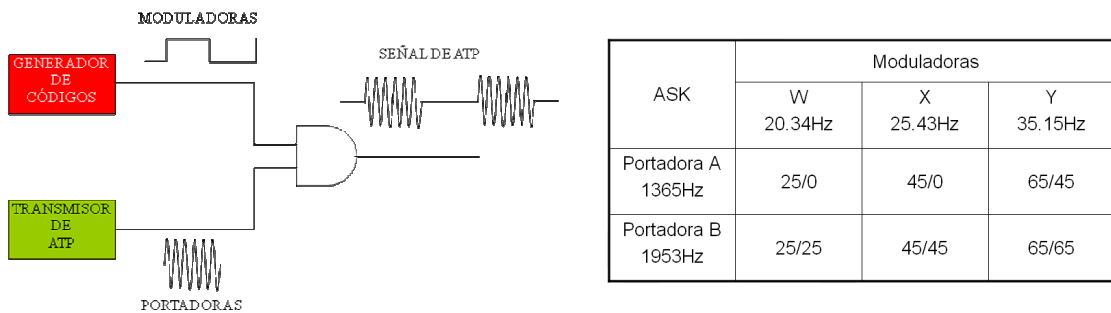 MODULADORAS
GENERADOR
DE
CÓDIGOS
SEÑAL DE ATP
TRANSMISOR
DE
ATP
PORTADORAS
ASK
Moduladoras
W
20.34Hz
X
25.43Hz
Y
35.15Hz
Portadora A
1365Hz
25/0
45/0
65/45
Portadora B
1953Hz
25/25
45/45
65/65